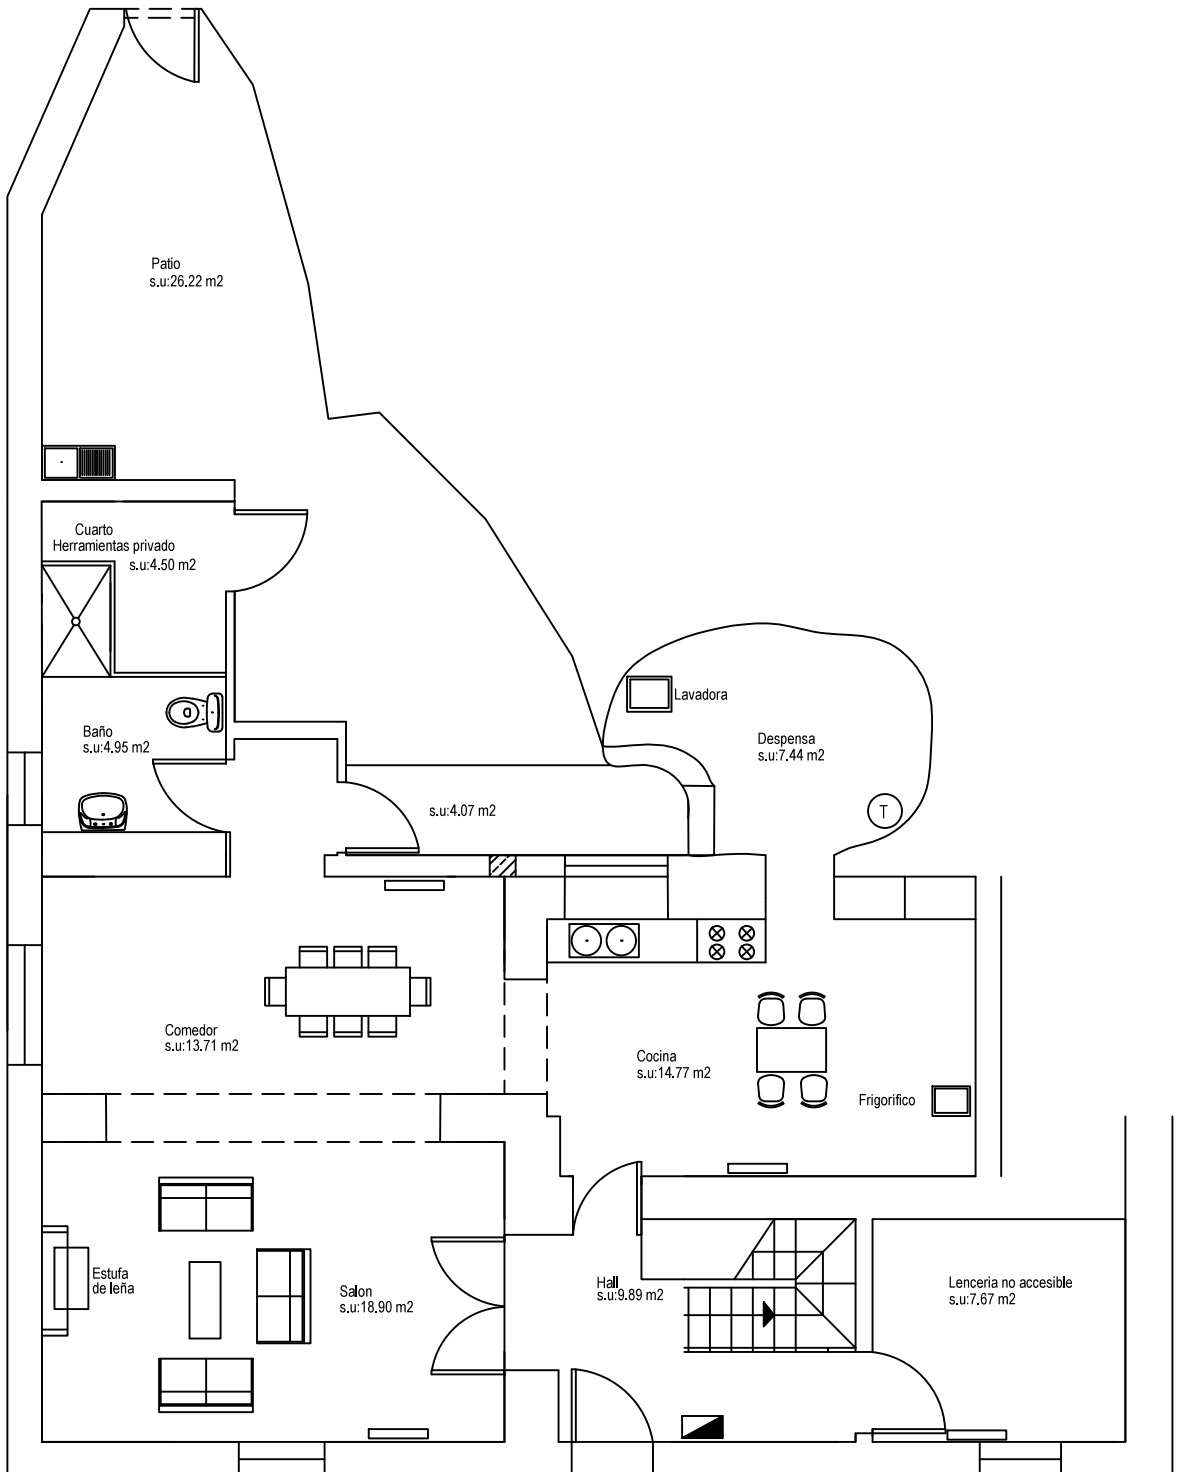 Patio
s.u:26.22 m2
Cuarto
Herramientas privado
s.u:4.50 m2
Lavadora
Baño
s.u:4.95 m2
Despensa
s.u:7.44 m2
s.u:4.07 m2
T
Comedor
s.u:13.71 m2
Cocina
s.u:14.77 m2
Frigorifico
Estufa
de leña
Salon
s.u:18.90 m2
Hall
s.u:9.89 m2
Lenceria no accesible
s.u:7.67 m2